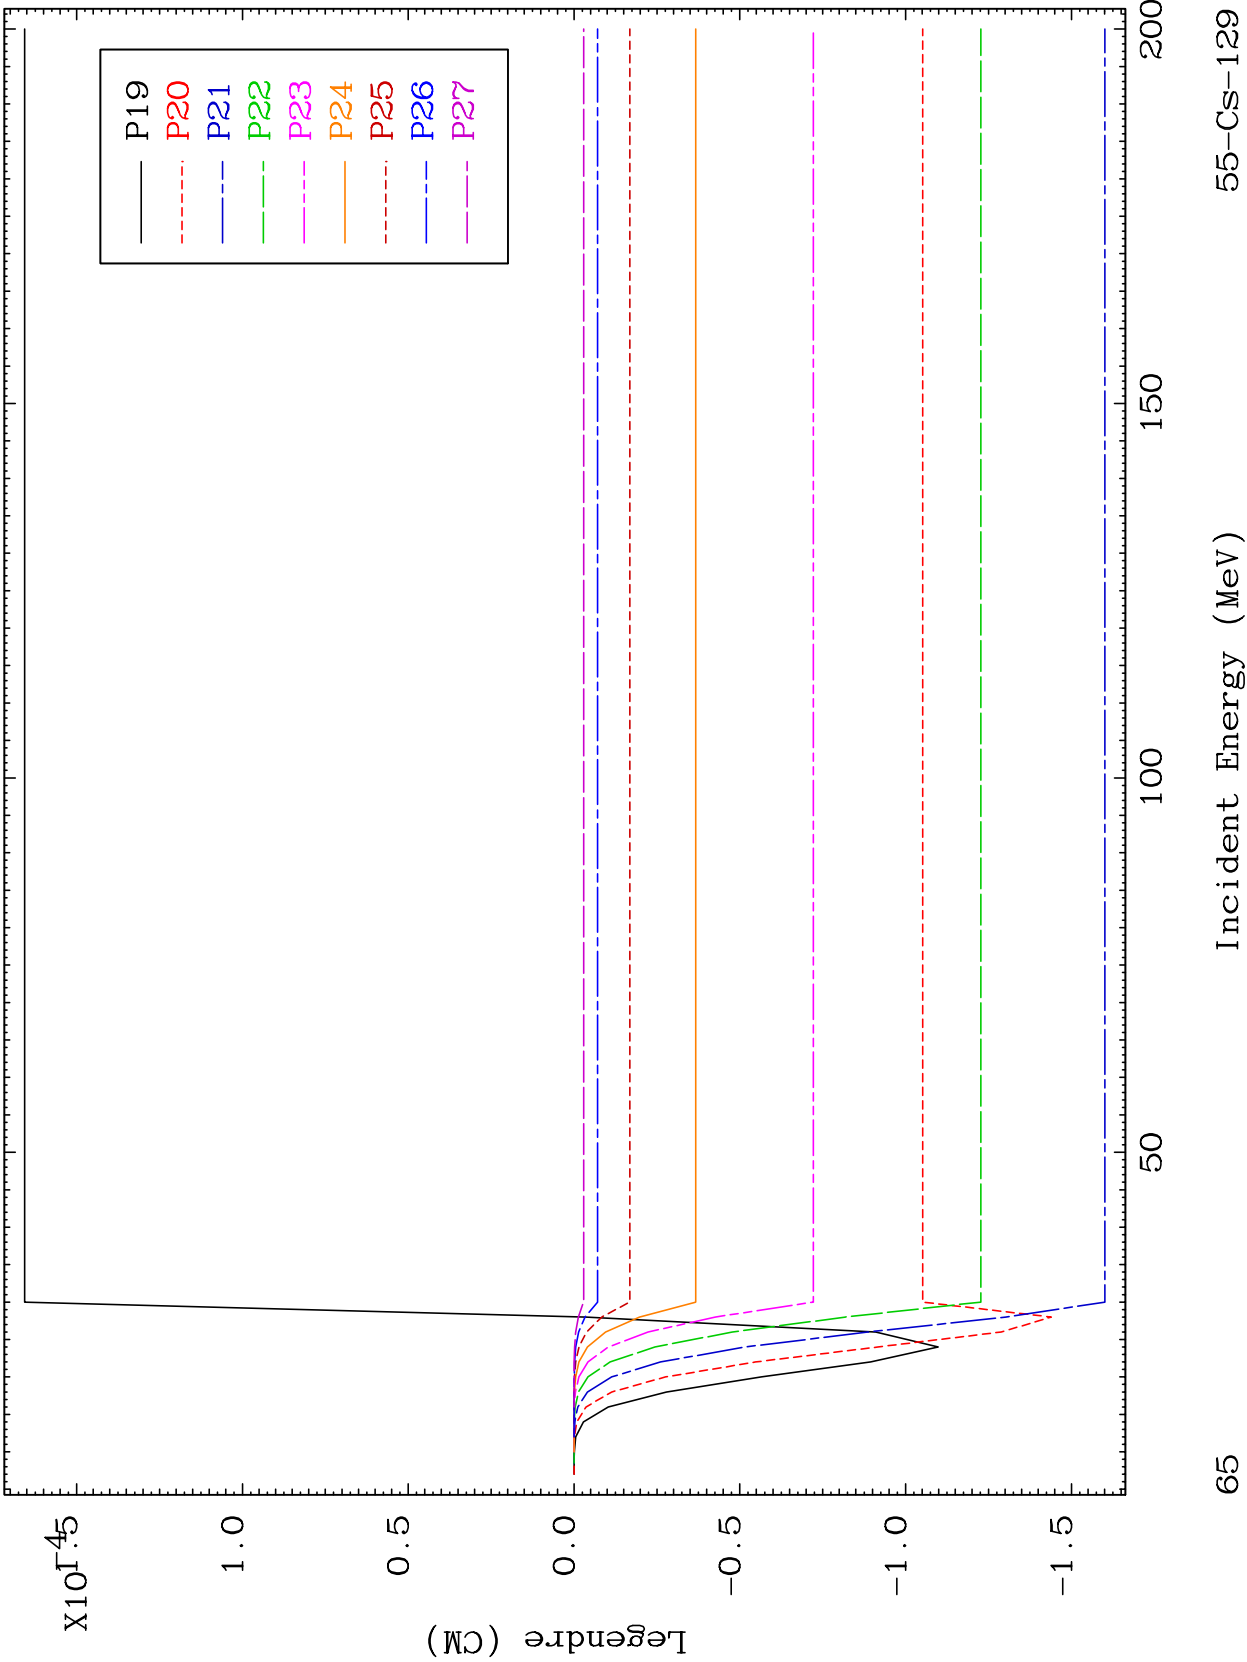 X10-4
1.5
1.0
0.5
0.0
-0.5
-1.0
-1.5
Legendre (CM)
P19
P20
P21
P22
P23
P24
P25
P26
P27
50
100
150
200
Incident Energy (MeV)
65
55-Cs-129